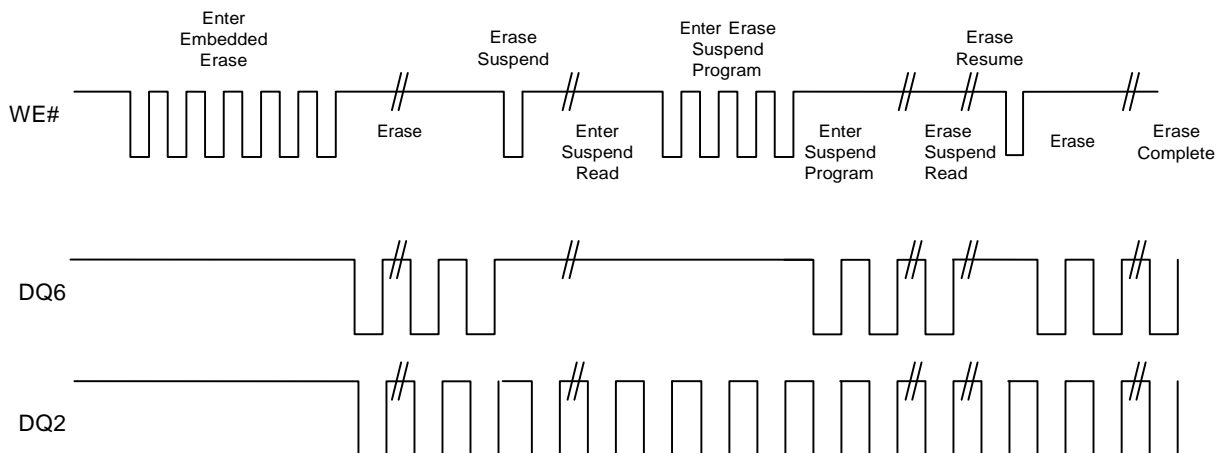 Enter
Embedded
Erase
Erase
Suspend
Enter Erase
Suspend
Program
Erase
Resume
WE#
Erase
Enter
Suspend
Read
Enter
Suspend
Program
Erase
Suspend
Read
Erase
Erase
Complete
DQ6
DQ2